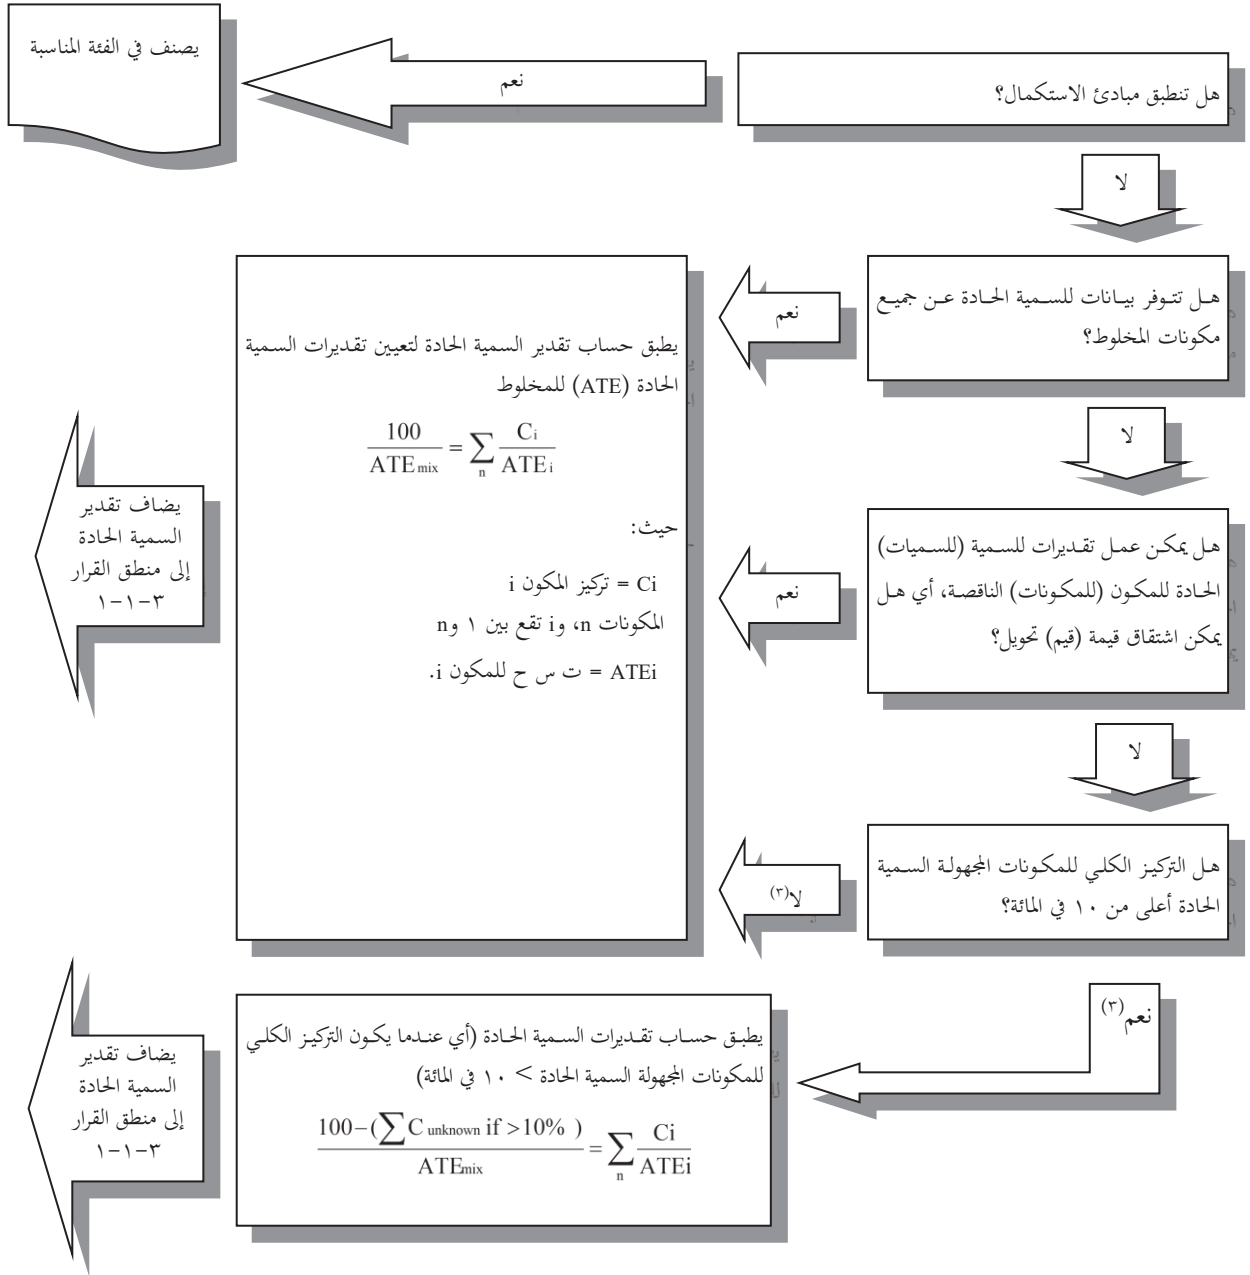 هل تنطبق مبادئ الاستكمال؟
نعم
يصنف في الفئة المناسبة
لا
هل تتوفر بيانات للسمية الحادة عن جميع
مكونات المخلوط؟
نعم
لا
هل يمكن عمل تقديرات للسمية (للسميات)
الحادة للمكون (للمكونات) الناقصة، أي هل
يمكن اشتقاق قيمة (قيم) تحويل؟
نعم
لا
هل التركيز الكلي للمكونات المجهولة السمية
الحادة أعلى من ١٠ في المائة؟
لا(٣)
نعم(٣)
يطبق حساب تقدير السمية الحادة لتعيين تقديرات السمية
الحادة (ATE) للمخلوط
100/ATE mix = ∑n Ci/ATE i
حيث:
Ci = تركيز المكون i
المكونات n، وi تقع بين ١ وn
ATEi = ت س ح للمكون i.
يضاف تقدير
السمية الحادة
إلى منطق القرار
٣-١-١
يطبق حساب تقديرات السمية الحادة (أي عندما يكون التركيز الكلي
للمكونات المجهولة السمية الحادة > ١٠ في المائة)
100−(∑C unknown if >10% )/ATEmix = ∑n Ci/ATEi
يضاف تقدير
السمية الحادة
إلى منطق القرار
٣-١-١